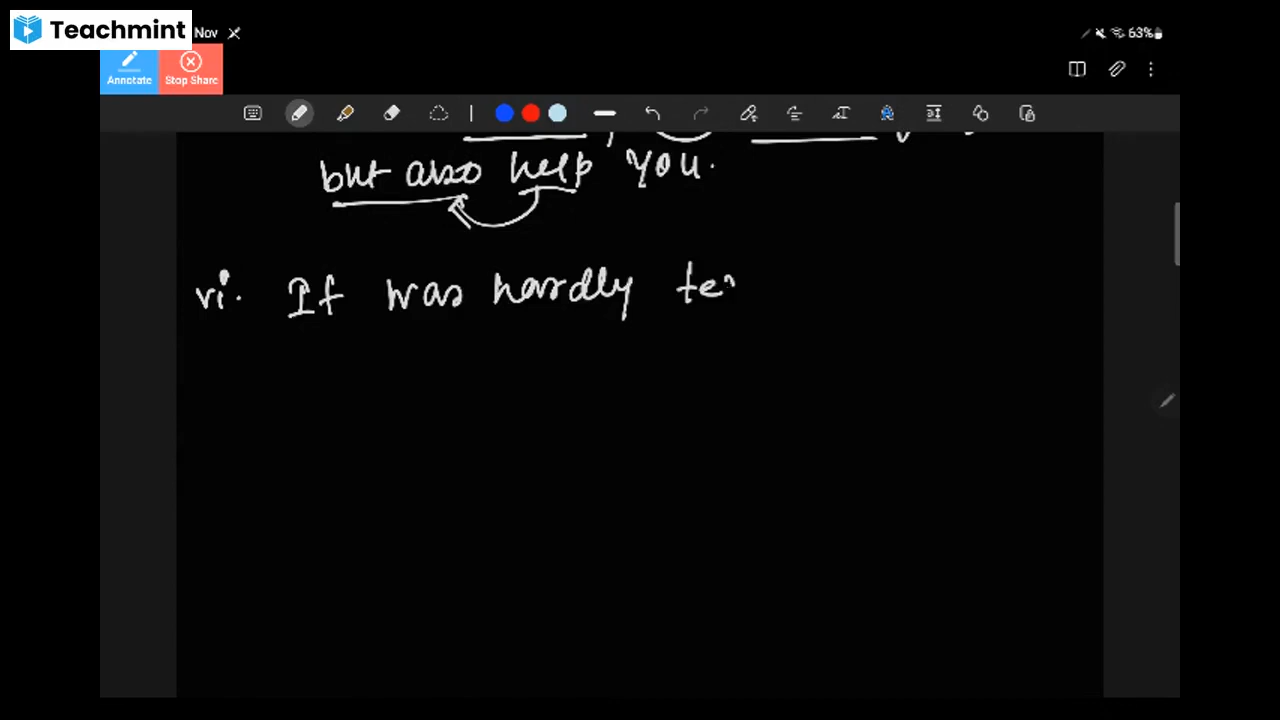 Teachmint
Nov
63%
Annotate
Stop Share
but also help you.
vi. It was hardly te